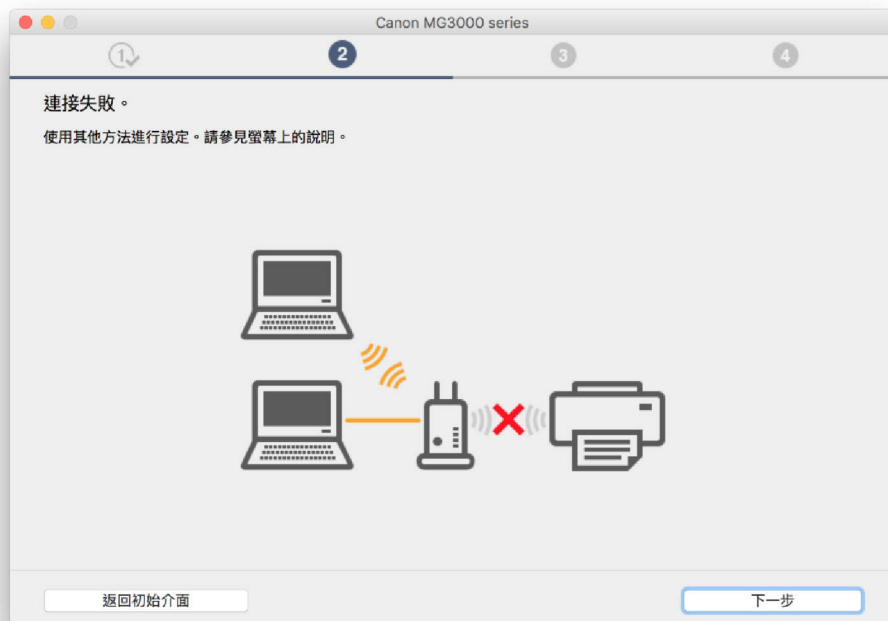 Canon MG3000 series
1
2
3
4
連接失敗。
使用其他方法進行設定。請參見螢幕上的說明。
返回初始介面
下一步